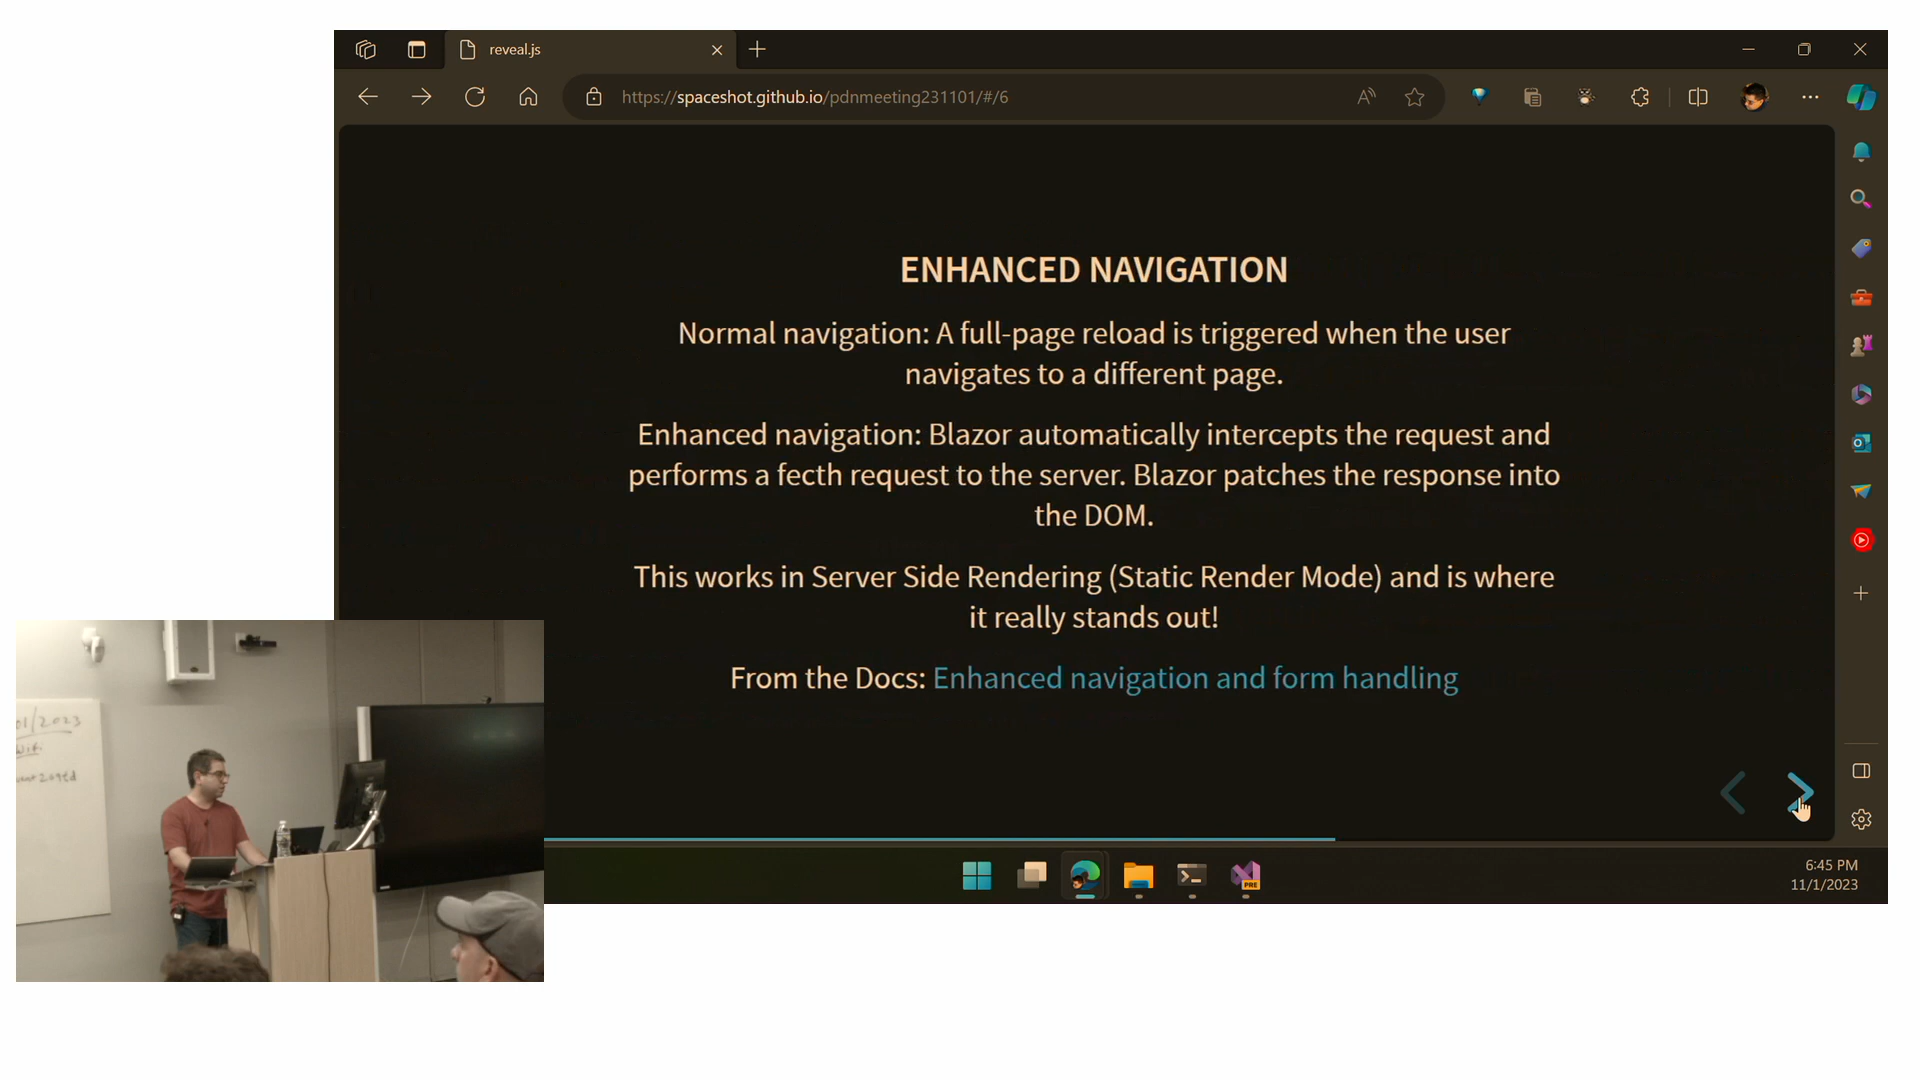 reveal.js
https://spaceshot.github.io/pdnmeeting231101/#/6
ENHANCED NAVIGATION
Normal navigation: A full-page reload is triggered when the user
navigates to a different page.
Enhanced navigation: Blazor automatically intercepts the request and
performs a fecth request to the server. Blazor patches the response into
the DOM.
This works in Server Side Rendering (Static Render Mode) and is where
it really stands out!
From the Docs: Enhanced navigation and form handling
01/2023
PRE
6:45 PM
11/1/2023